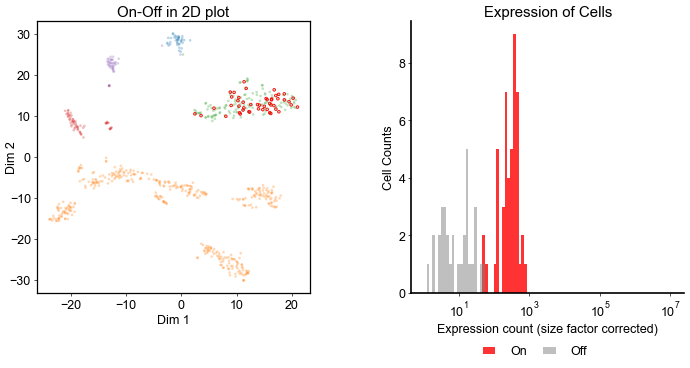 On-Off in 2D plot
Dim 2
30
20
10
0
−10
−20
−30
−20
−10
0
10
20
Dim 1
Expression of Cells
Cell Counts
8
6
4
2
0
10^1
10^3
10^5
10^7
Expression count (size factor corrected)
On
Off